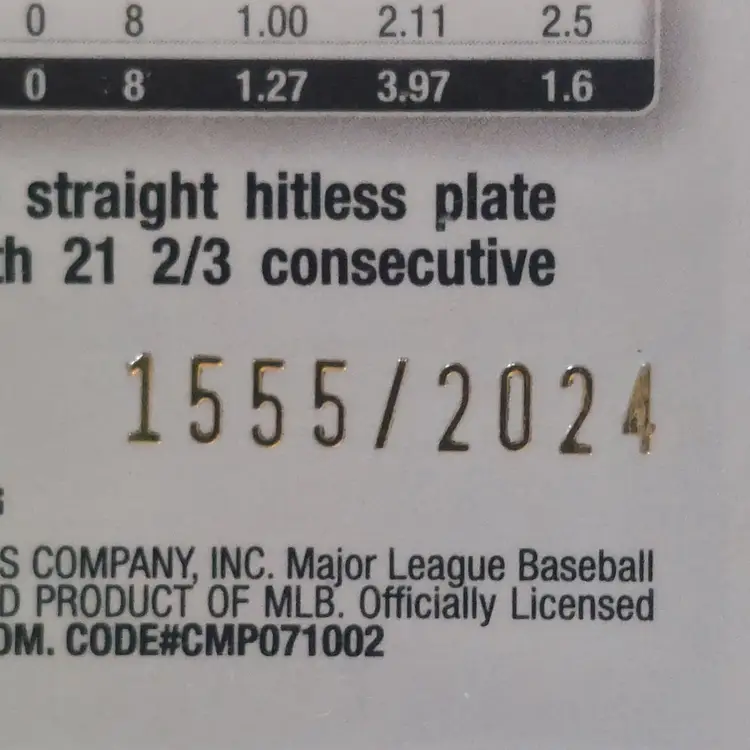 0 8 1.00 2.11 2.5
0 8 1.27 3.97 1.6
straight hitless plate
21 2/3 consecutive
1555/2024
COMPANY, INC. Major League Baseball
PRODUCT OF MLB. Officially Licensed
CODE#CMP071002